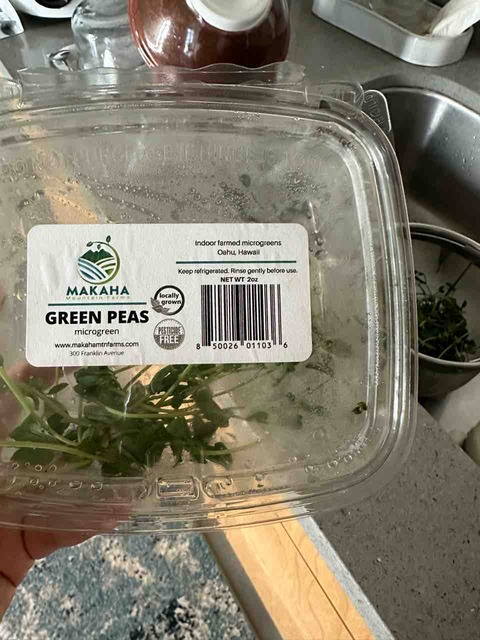 MAKAHA
Mountain Farms
GREEN PEAS
microgreen
www.makahamtnfarms.com
300 Franklin Avenue
locally
grown
PESTICIDE
FREE
Indoor farmed microgreens
Oahu, Hawaii
Keep refrigerated. Rinse gently before use.
NET WT 2oz
8 50026 01103 6